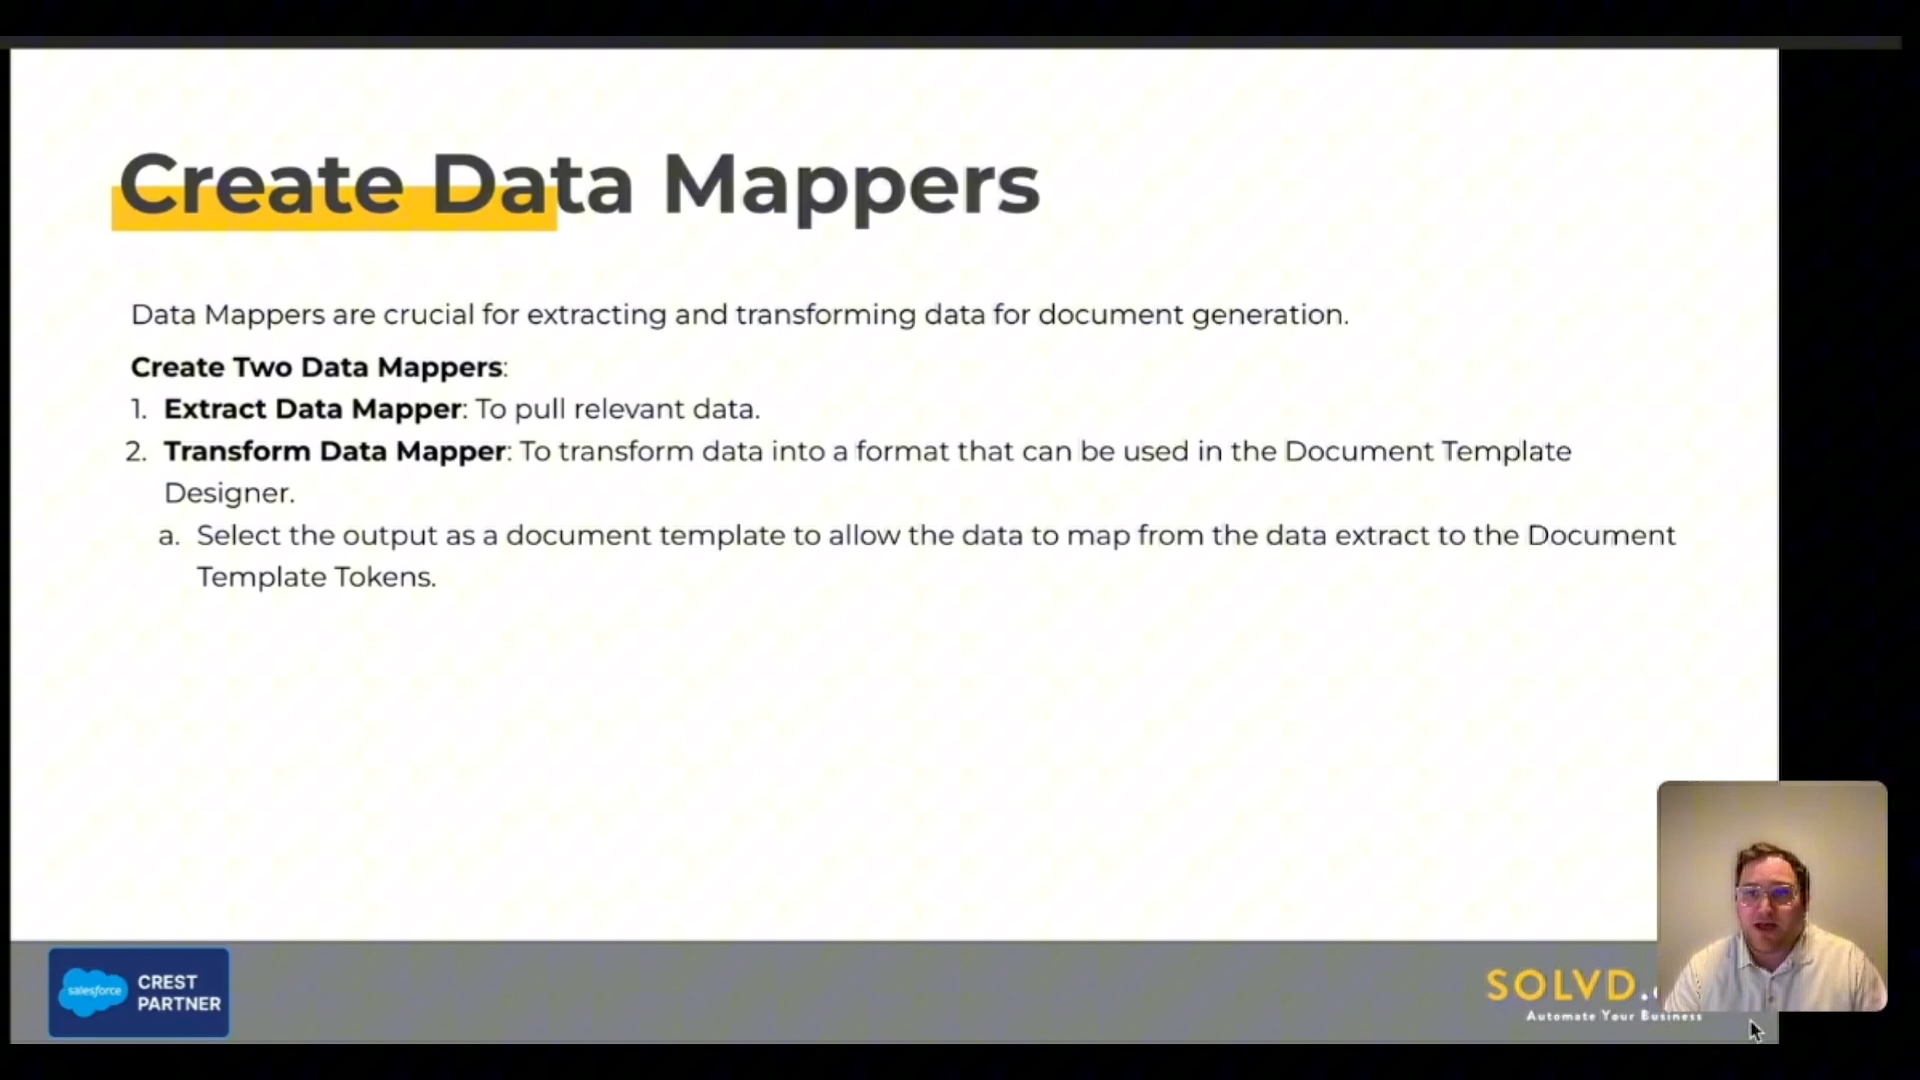 Create Data Mappers
Data Mappers are crucial for extracting and transforming data for document generation.
Create Two Data Mappers:
1. Extract Data Mapper: To pull relevant data.
2. Transform Data Mapper: To transform data into a format that can be used in the Document Template
Designer.
a. Select the output as a document template to allow the data to map from the data extract to the Document
Template Tokens.
salesforce
CREST
PARTNER
SOLVD.
Automate Your Business